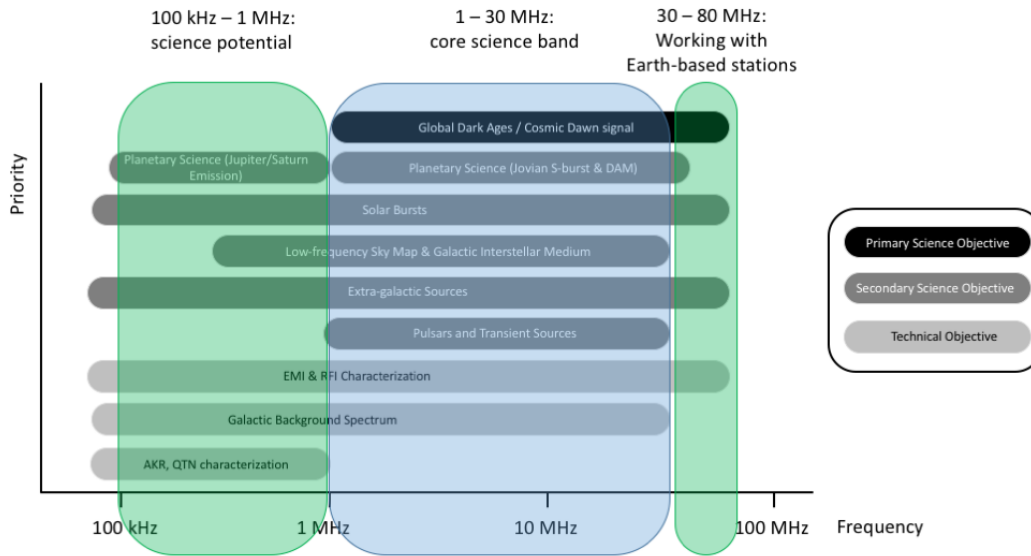 100 kHz – 1 MHz:
science potential
1 – 30 MHz:
core science band
30 – 80 MHz:
Working with
Earth-based stations
Priority
Global Dark Ages / Cosmic Dawn signal
Planetary Science (Jupiter/Saturn
Emission)
Planetary Science (Jovian S-burst & DAM)
Solar Bursts
Low-frequency Sky Map & Galactic Interstellar Medium
Extra-galactic Sources
Pulsars and Transient Sources
EMI & RFI Characterization
Galactic Background Spectrum
AKR, QTN characterization
Primary Science Objective
Secondary Science Objective
Technical Objective
100 kHz
1 MHz
10 MHz
100 MHz
Frequency